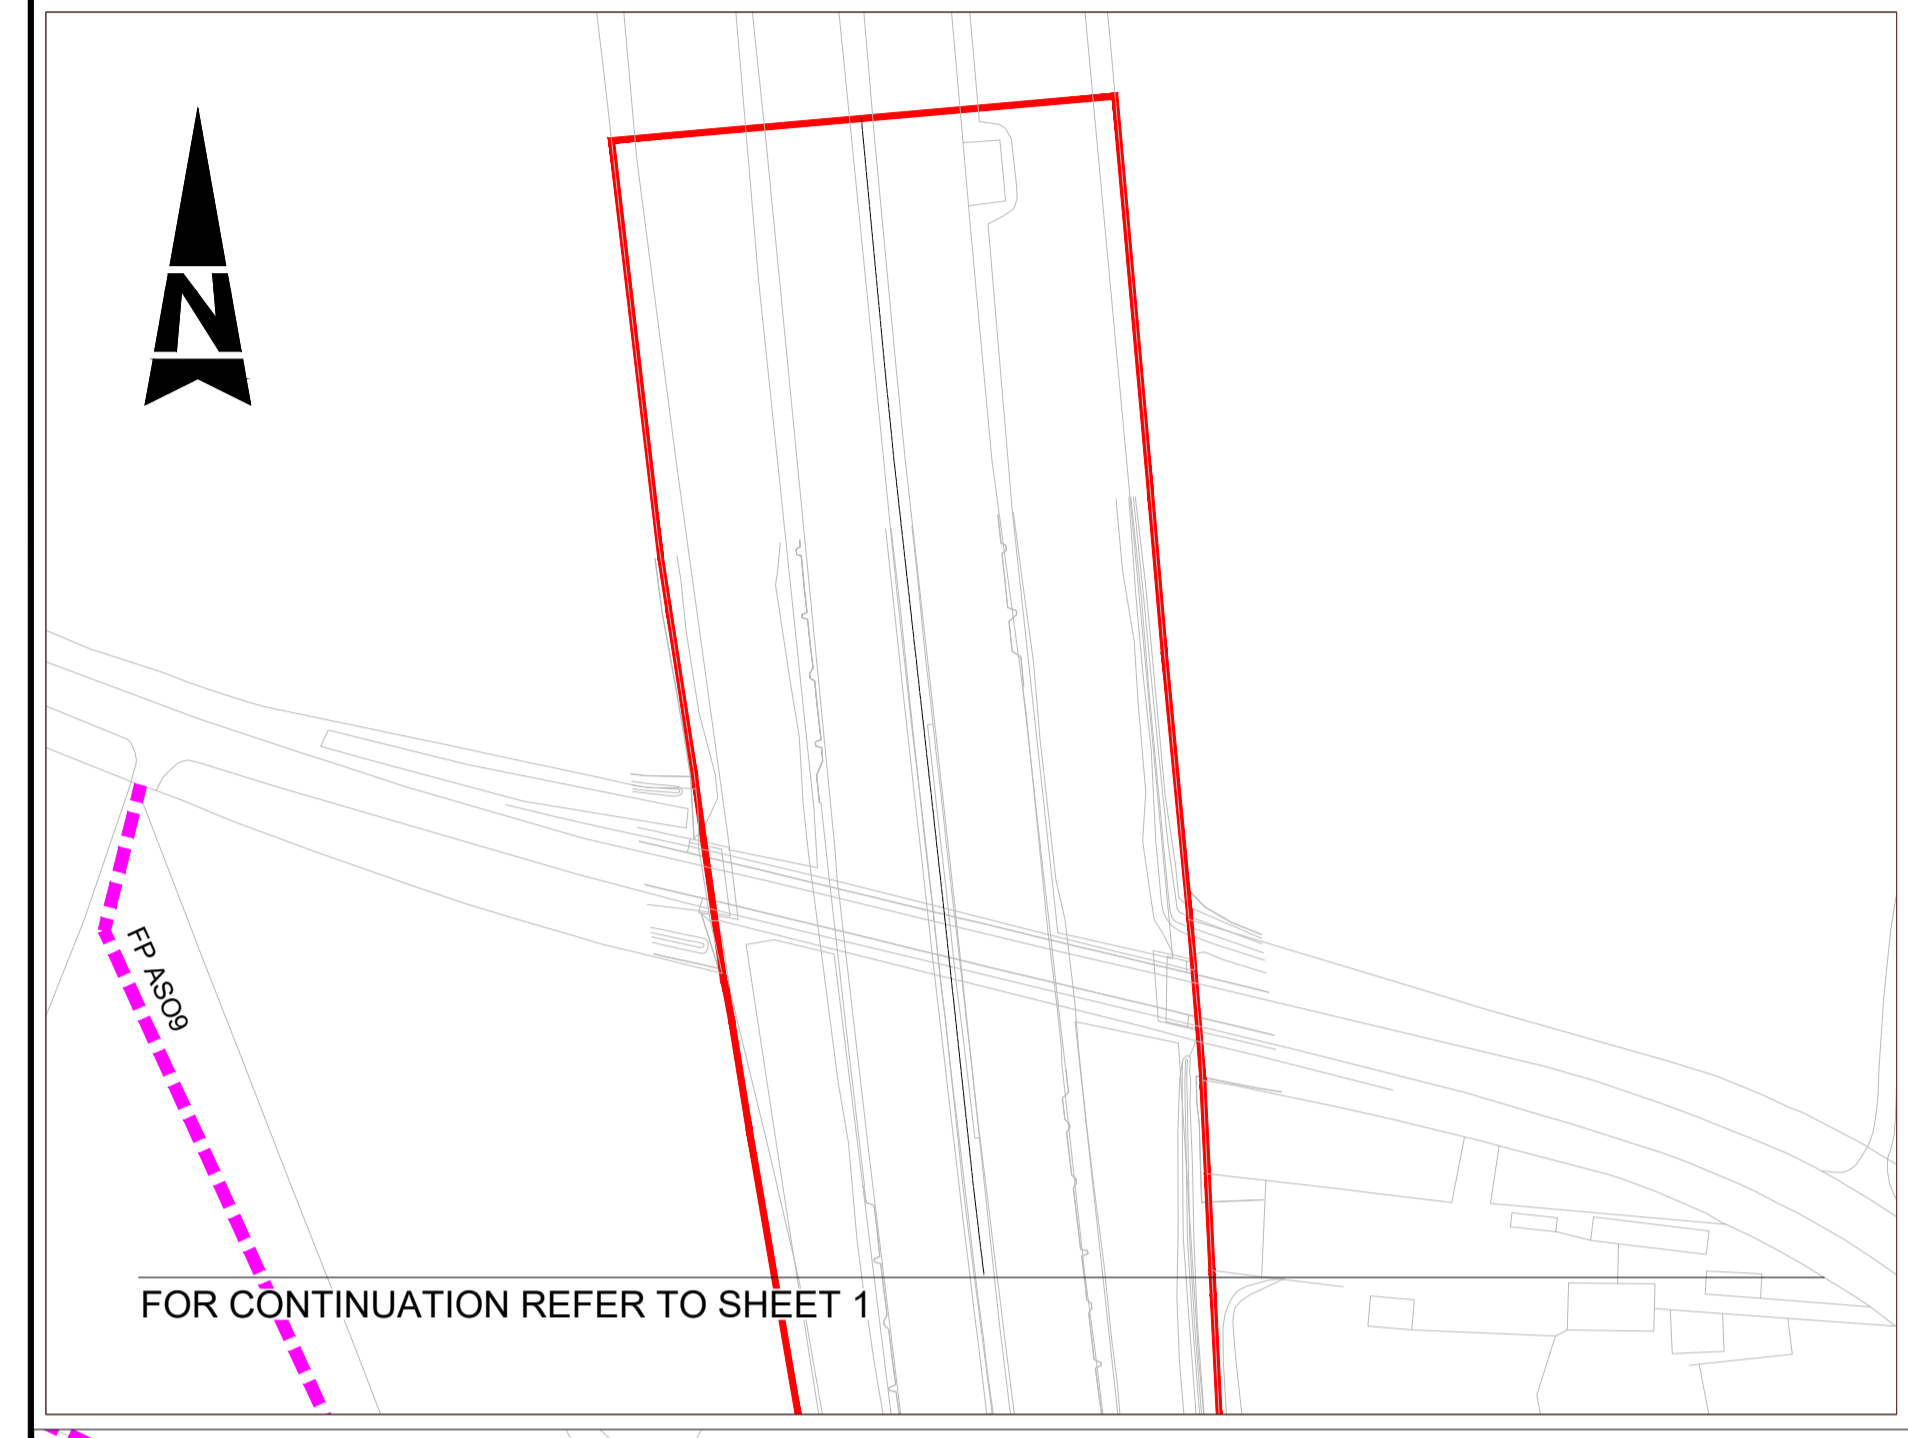 N
FP ASO9
FOR CONTINUATION REFER TO SHEET 1